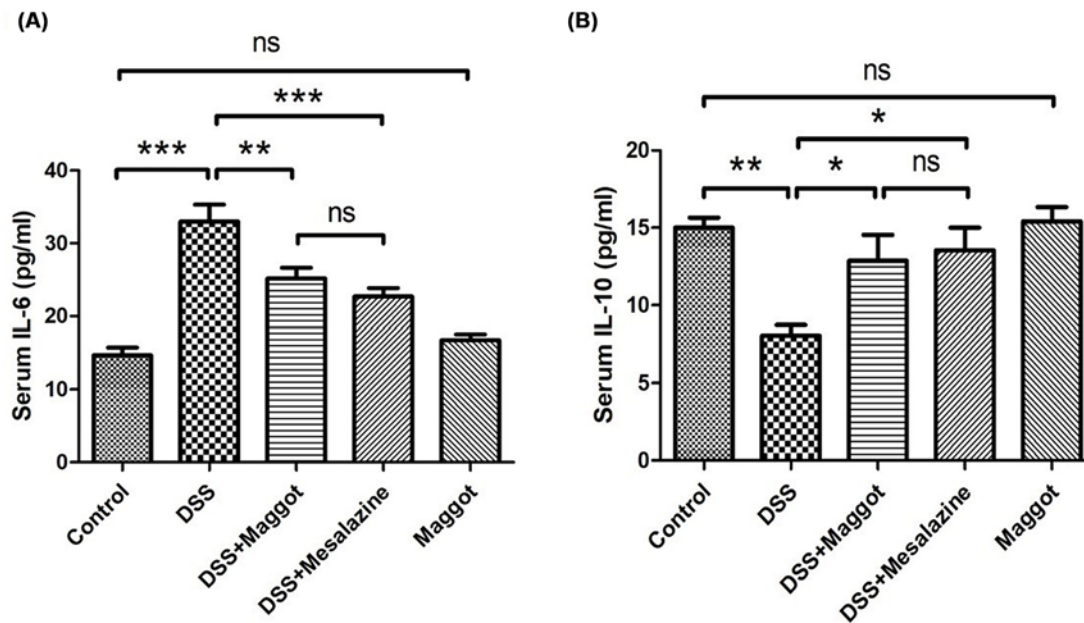 (A)
ns
***
*** **
ns
Serum IL-6 (pg/ml)
40
30
20
10
0
Control
DSS
DSS+Maggot
DSS+Mesalazine
Maggot
(B)
ns
*
** * ns
Serum IL-10 (pg/ml)
20
15
10
5
0
Control
DSS
DSS+Maggot
DSS+Mesalazine
Maggot